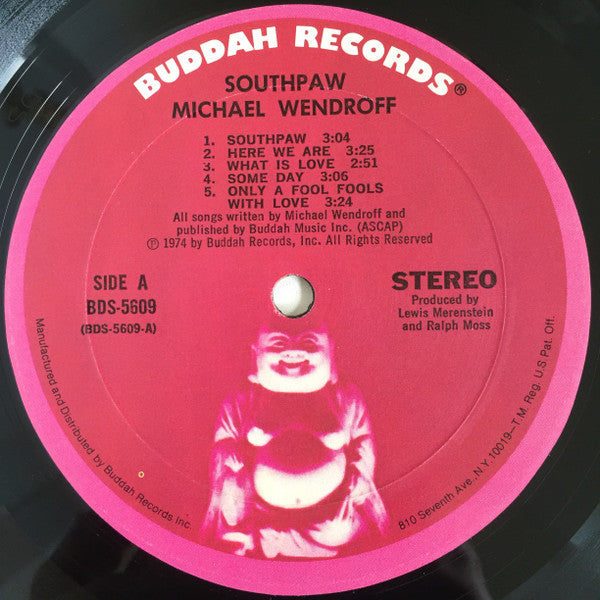 BUDDAH RECORDS®
SOUTHPAW
MICHAEL WENDROFF
1. SOUTHPAW 3:04
2. HERE WE ARE 3:25
3. WHAT IS LOVE 2:51
4. SOME DAY 3:06
5. ONLY A FOOL FOOLS
WITH LOVE 3:24
All songs written by Michael Wendroff and
published by Buddah Music Inc. (ASCAP)
℗ 1974 by Buddah Records, Inc. All Rights Reserved
SIDE A
BDS-5609
(BDS-5609-A)
STEREO
Produced by
Lewis Merenstein
and Ralph Moss
Manufactured and Distributed by Buddah Records Inc.
810 Seventh Ave., N.Y. 10019—T.M. Reg. U.S. Pat. Off.